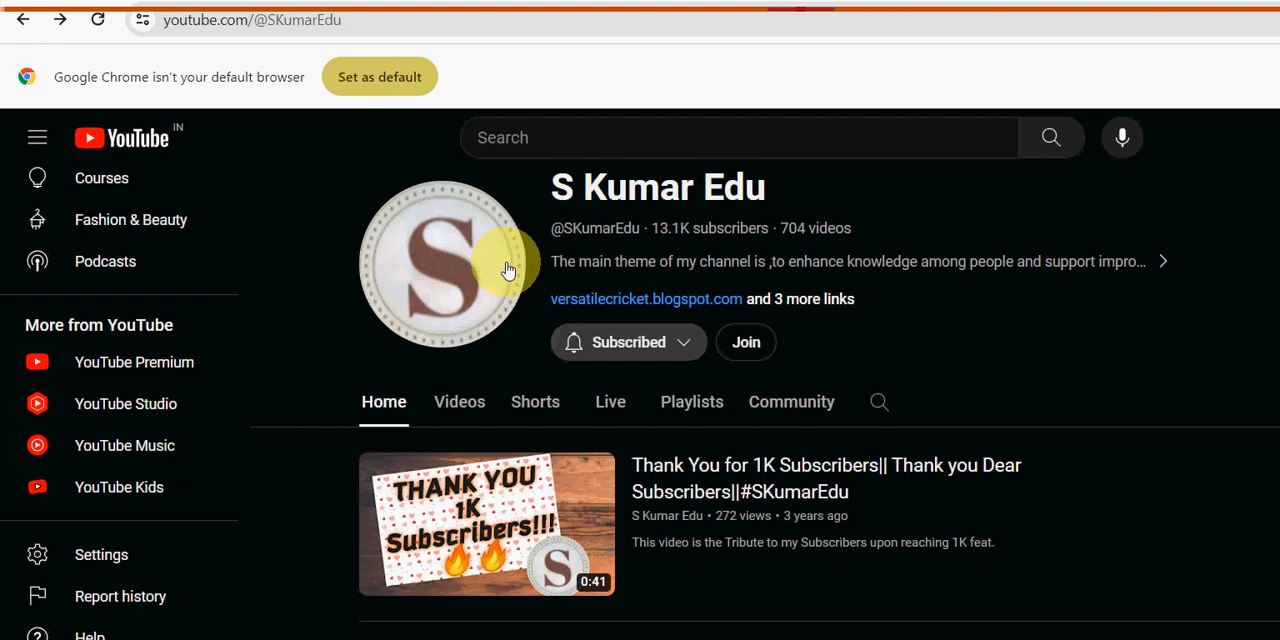 youtube.com/@SKumarEdu
Google Chrome isn't your default browser
Set as default
YouTube IN
Search
Courses
Fashion & Beauty
Podcasts
More from YouTube
YouTube Premium
YouTube Studio
YouTube Music
YouTube Kids
Settings
Report history
Help
S
S Kumar Edu
@SKumarEdu · 13.1K subscribers · 704 videos
The main theme of my channel is ,to enhance knowledge among people and support impro...
versatilecricket.blogspot.com and 3 more links
Subscribed
Join
Home
Videos
Shorts
Live
Playlists
Community
THANK YOU
1K
Subscribers!!!
S
0:41
Thank You for 1K Subscribers|| Thank you Dear
Subscribers||#SKumarEdu
S Kumar Edu • 272 views • 3 years ago
This video is the Tribute to my Subscribers upon reaching 1K feat.